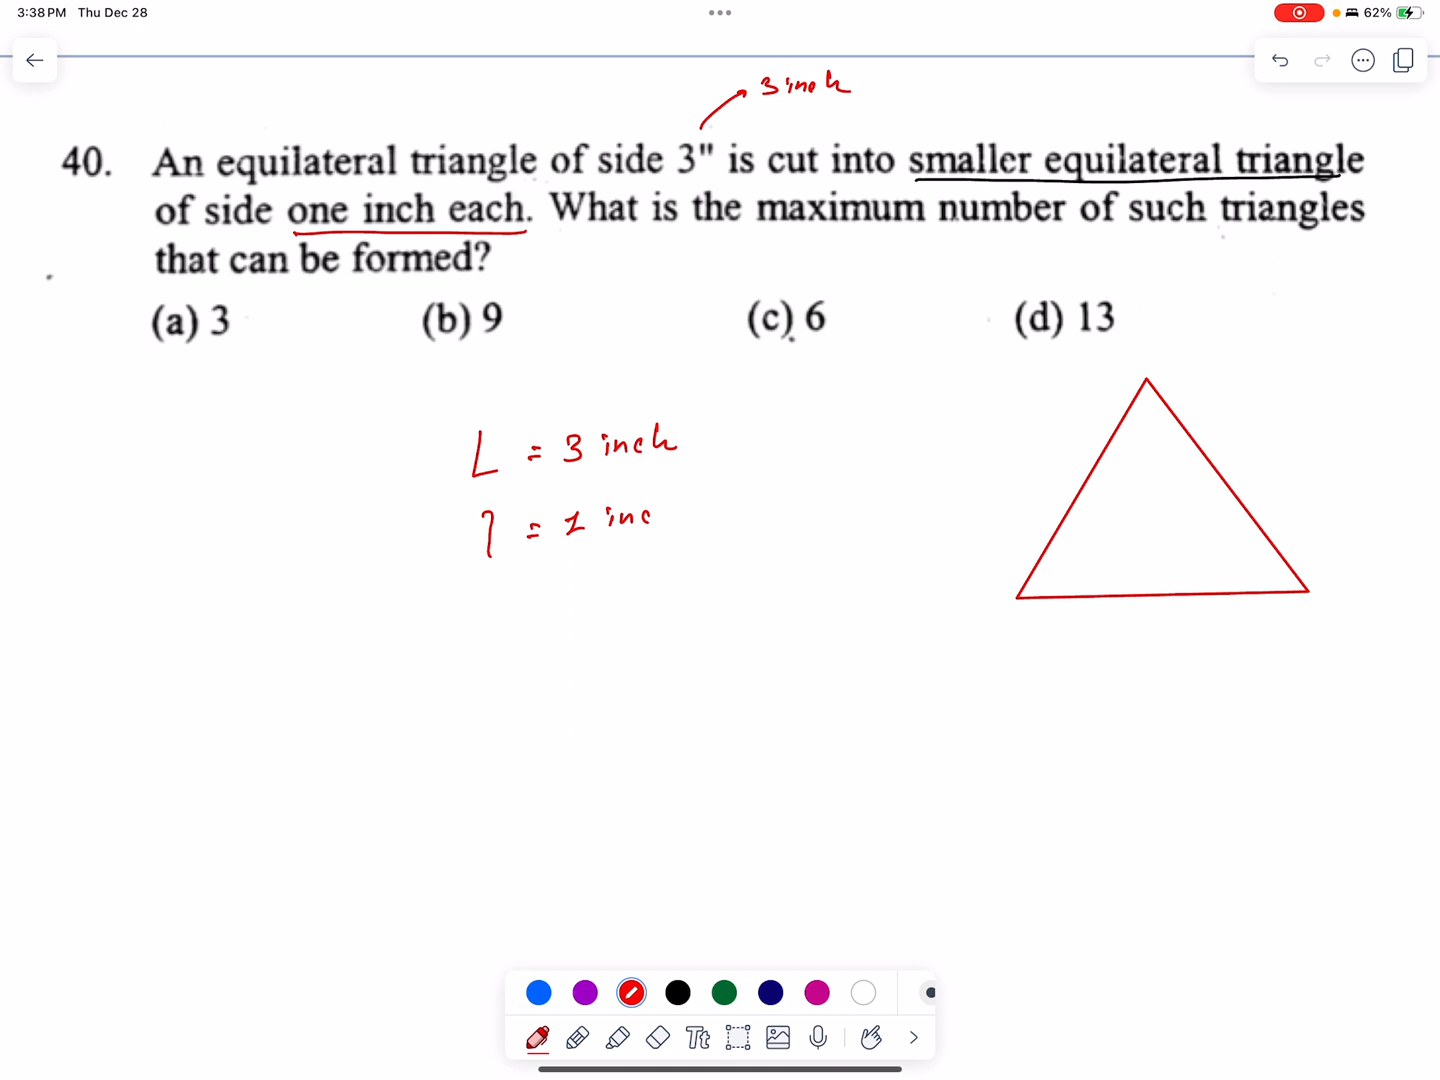 3:38 PM Thu Dec 28
62%
3 inch
40. An equilateral triangle of side 3" is cut into smaller equilateral triangle
of side one inch each. What is the maximum number of such triangles
that can be formed?
(a) 3 (b) 9 (c) 6 (d) 13
L = 3 inch
l = 1 inc
Tt